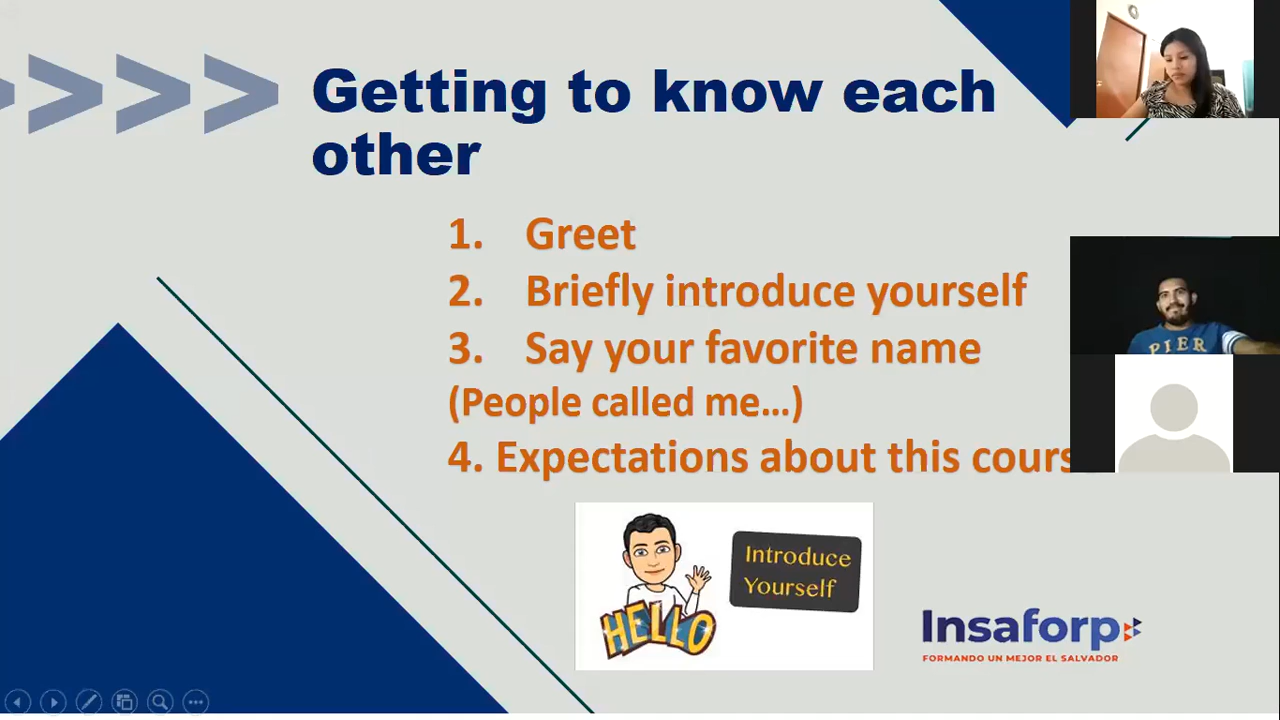 Getting to know each
other
1. Greet
2. Briefly introduce yourself
3. Say your favorite name
(People called me…)
4. Expectations about this cours
HELLO
Introduce
Yourself
Insaforp
FORMANDO UN MEJOR EL SALVADOR
PIER